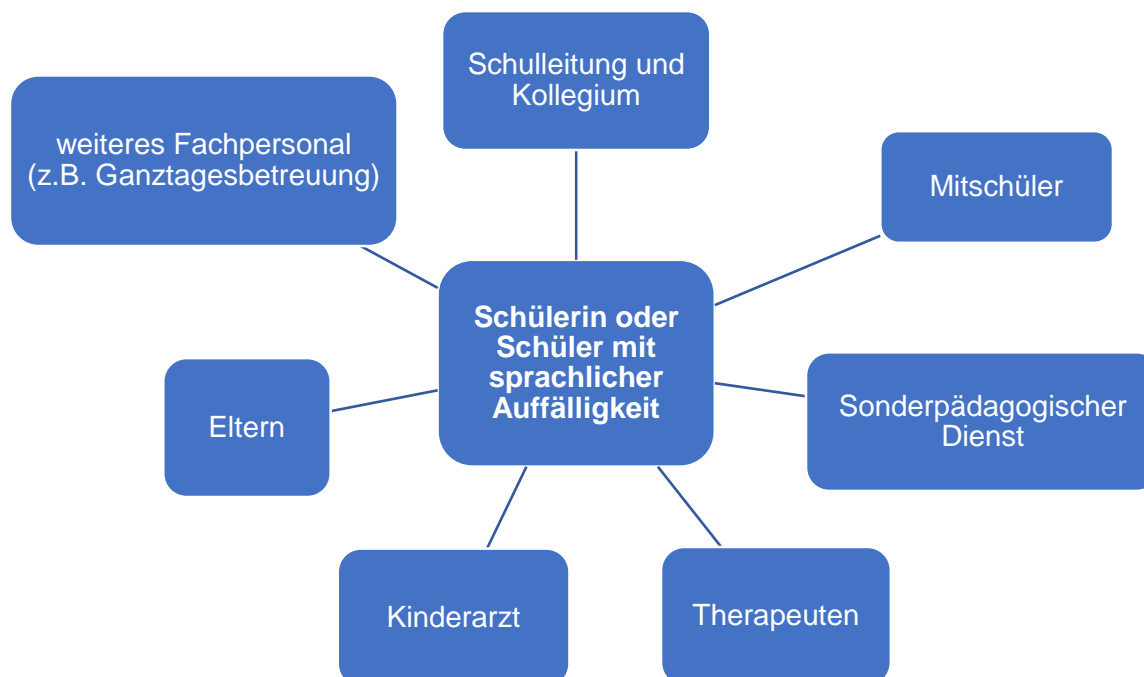 Schulleitung und
Kollegium
weiteres Fachpersonal
(z.B. Ganztagesbetreuung)
Mitschüler
Schülerin oder
Schüler mit
sprachlicher
Auffälligkeit
Eltern
Sonderpädagogischer
Dienst
Kinderarzt
Therapeuten